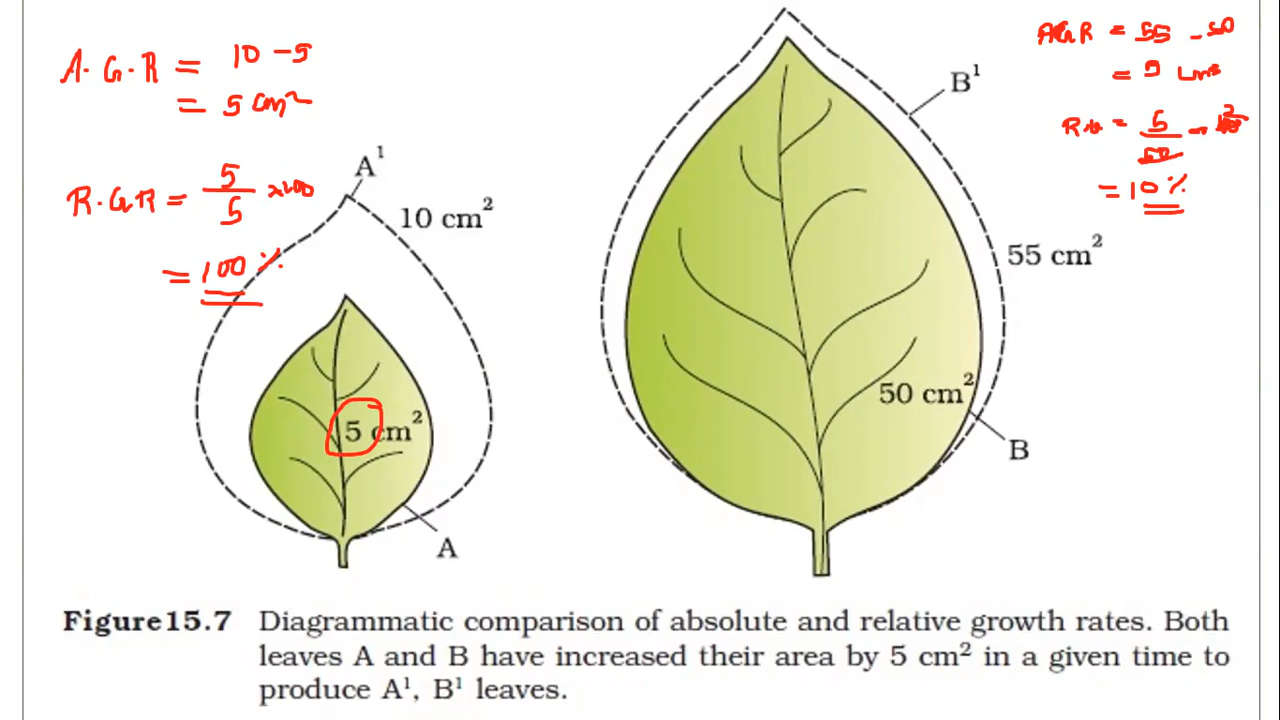 A.G.R = 10 - 5
= 5 cm²
R.G.R = 5/5 ×100
= 100 %
A¹
10 cm²
5 cm²
A
AGR = 55 - 50
= 5 cms
= 5/50
= 10 %
B¹
55 cm²
50 cm²
B
Figure15.7 Diagrammatic comparison of absolute and relative growth rates. Both
leaves A and B have increased their area by 5 cm² in a given time to
produce A¹, B¹ leaves.